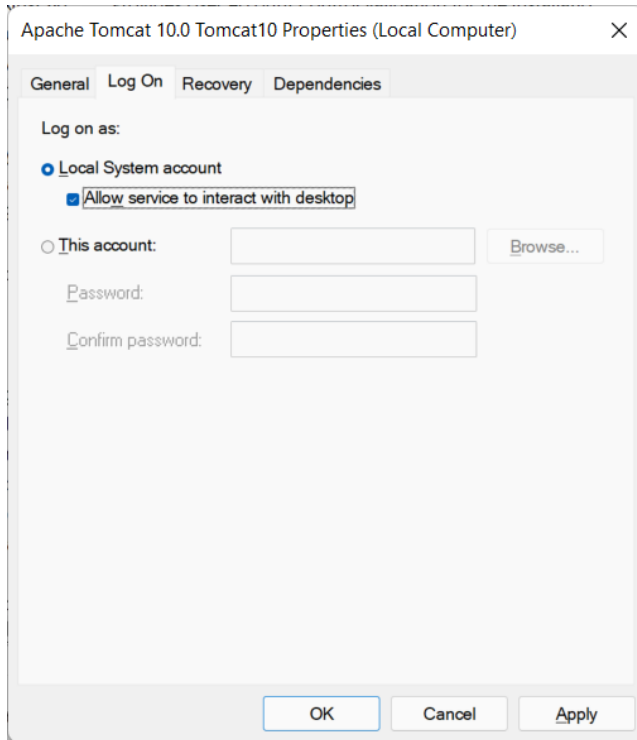 Apache Tomcat 10.0 Tomcat10 Properties (Local Computer)
General Log On Recovery Dependencies
Log on as:
Local System account
Allow service to interact with desktop
This account:
Browse...
Password:
Confirm password:
OK Cancel Apply